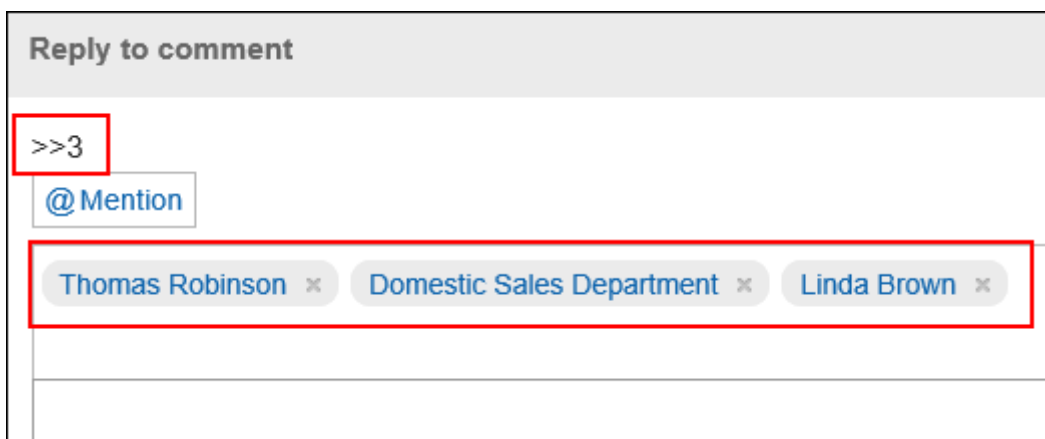 Reply to comment
>>3
@Mention
Thomas Robinson × Domestic Sales Department × Linda Brown ×